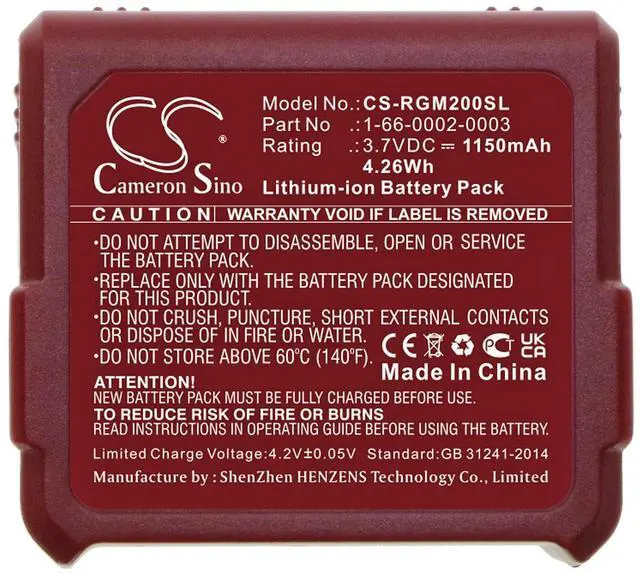 CS
®
Cameron Sino
Model No.: CS-RGM200SL
Part No .:1-66-0002-0003
Rating .:3.7VDC ⎓ 1150mAh
4.26Wh
Lithium-ion Battery Pack
CAUTION WARRANTY VOID IF LABEL IS REMOVED
•DO NOT ATTEMPT TO DISASSEMBLE, OPEN OR SERVICE
THE BATTERY PACK.
•REPLACE ONLY WITH THE BATTERY PACK DESIGNATED
FOR THIS PRODUCT.
•DO NOT CRUSH, PUNCTURE, SHORT EXTERNAL CONTACTS
OR DISPOSE OF IN FIRE OR WATER.
•DO NOT STORE ABOVE 60°C (140°F).
CE PCT UK CA
Made In China
ATTENTION!
NEW BATTERY PACK MUST BE FULLY CHARGED BEFORE USE.
TO REDUCE RISK OF FIRE OR BURNS
READ INSTRUCTIONS IN OPERATING GUIDE BEFORE USING THE BATTERY.
Limited Charge Voltage:4.2V±0.05V Standard:GB 31241-2014
Manufacture by : ShenZhen HENZENS Technology Co., Limited